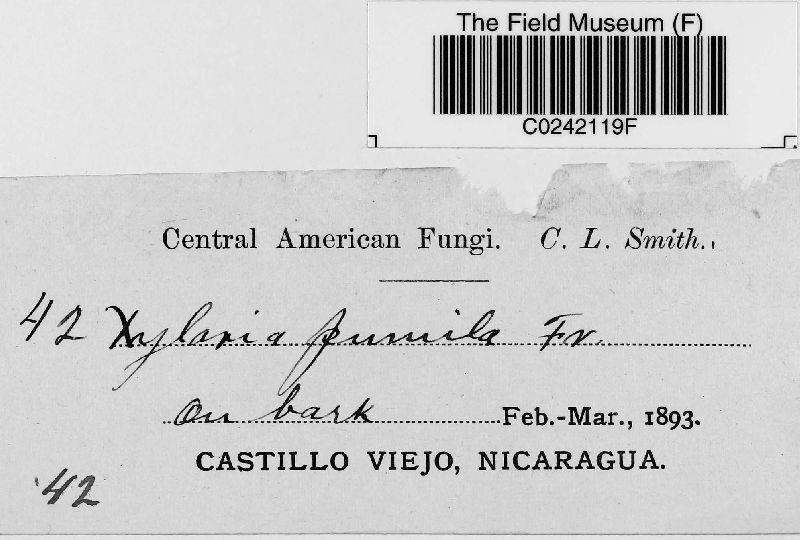 The Field Museum (F)
C0242119F
Central American Fungi. C. L. Smith.
42 Xylaria pumila Fr.
on bark Feb.-Mar., 1893.
CASTILLO VIEJO, NICARAGUA.
42